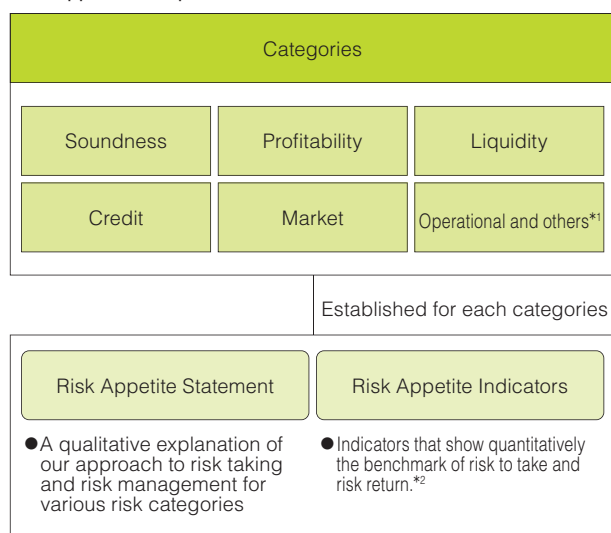 Categories
Soundness
Profitability
Liquidity
Credit
Market
Operational and others*1
Established for each categories
Risk Appetite Statement
Risk Appetite Indicators
●A qualitative explanation of
our approach to risk taking
and risk management for
various risk categories
●Indicators that show quantitatively
the benchmark of risk to take and
risk return.*2